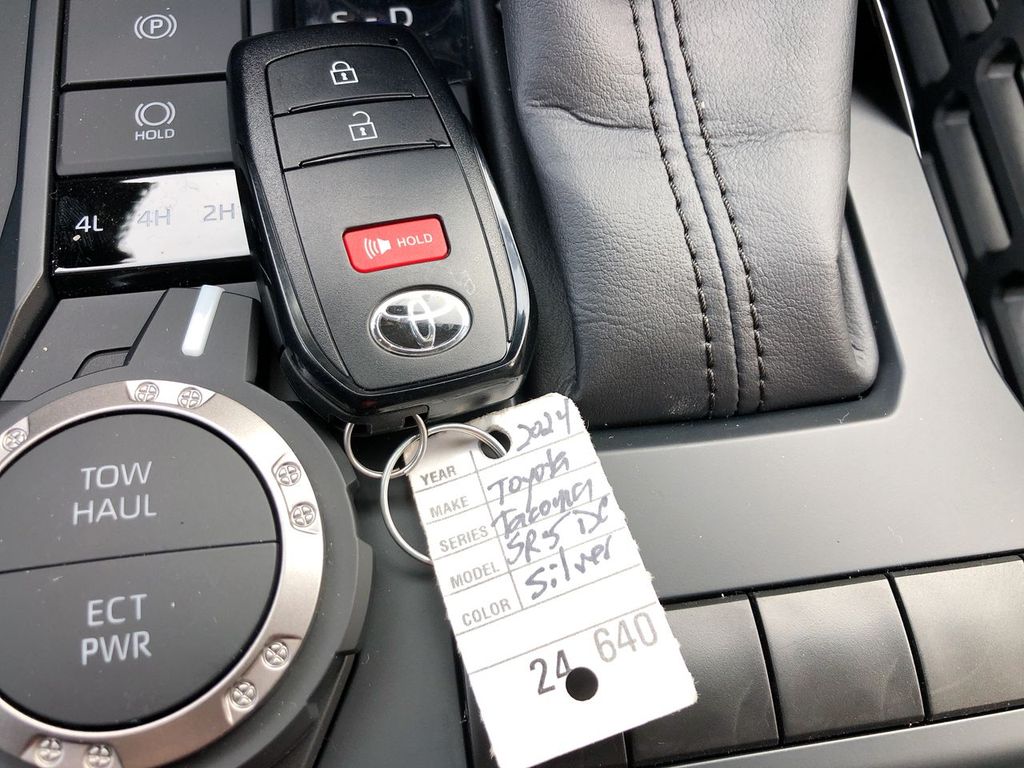 S - D
HOLD
4L 4H 2H
HOLD
TOW
HAUL
ECT
PWR
YEAR 2024
MAKE Toyota
SERIES Tacoma
MODEL SR5 DC
COLOR Silver
24 640